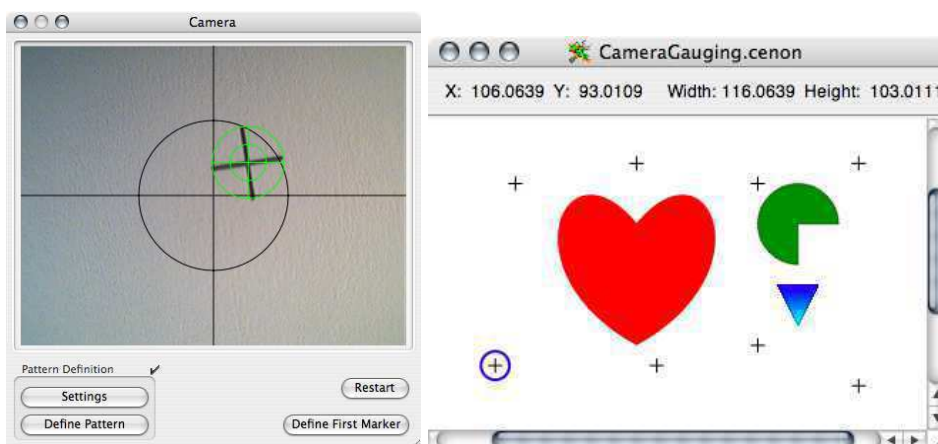 Camera
Pattern Definition ✓
Settings
Define Pattern
Restart
Define First Marker
CameraGauging.cenon
X: 106.0639 Y: 93.0109 Width: 116.0639 Height: 103.0111